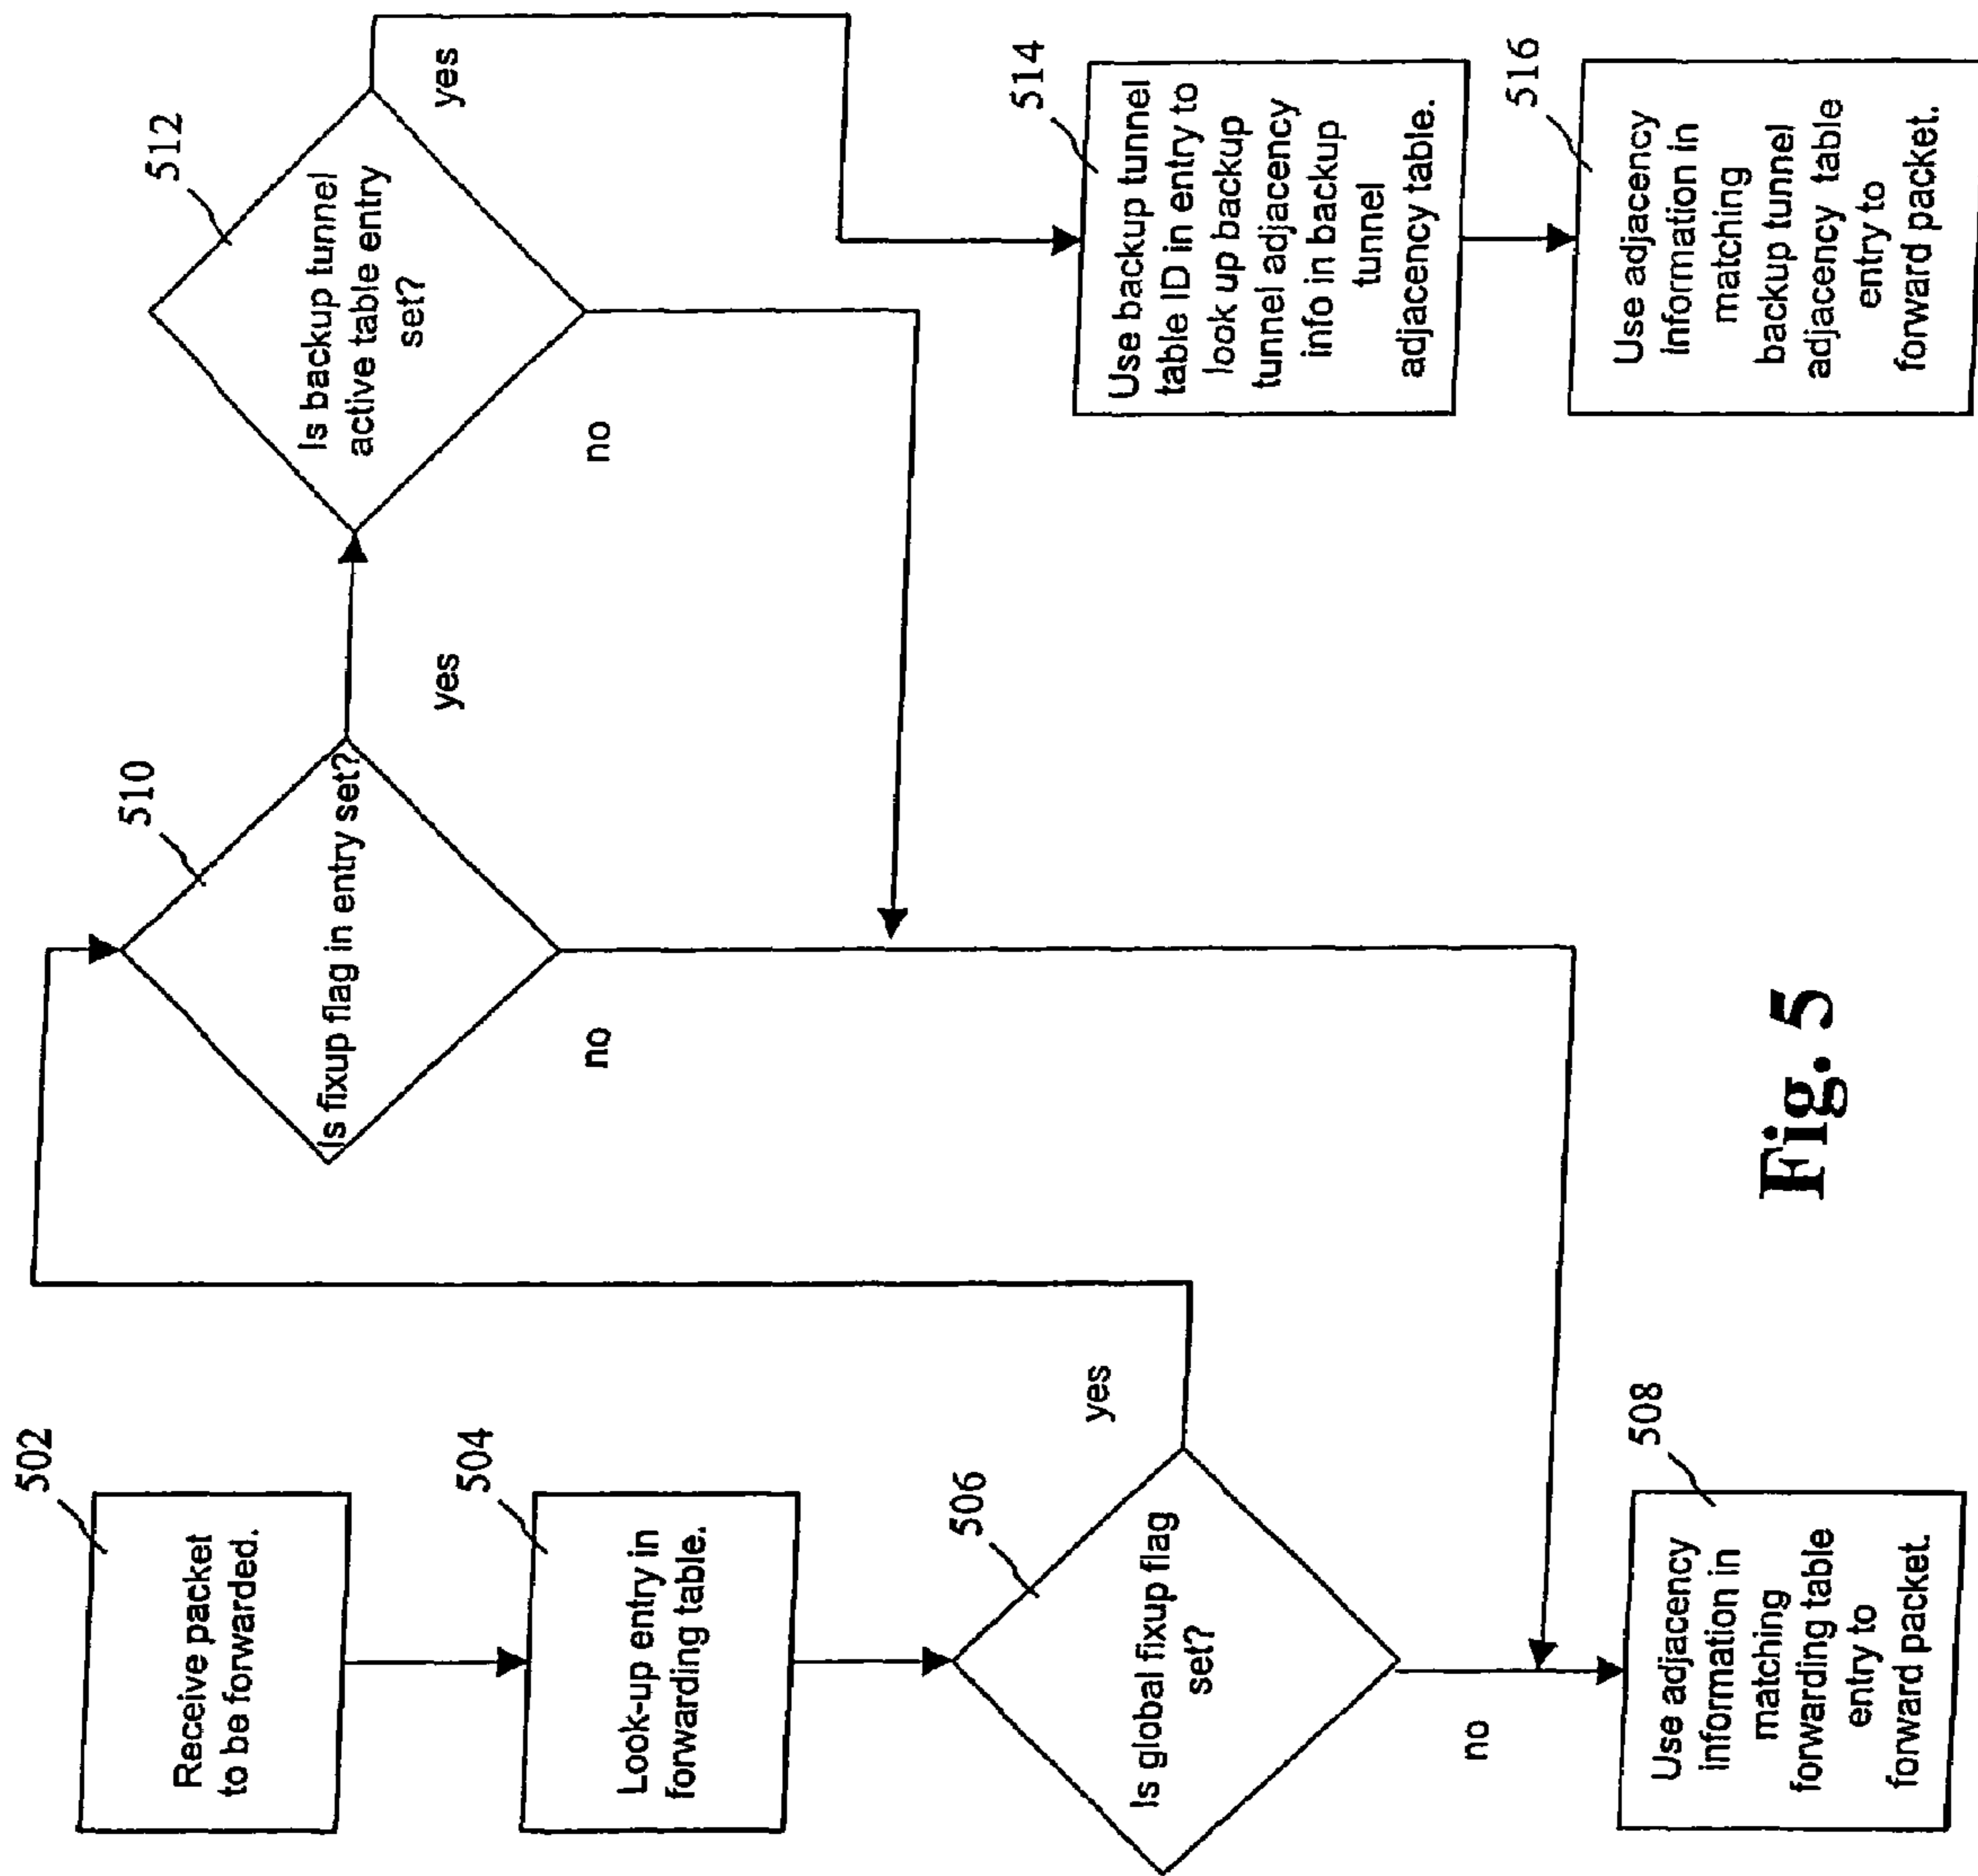 502
Receive packet
to be forwarded.
504
Look-up entry in
forwarding table.
506
Is global fixup flag
set?
yes
no
508
Use adjacency
information in
matching
forwarding table
entry to
forward packet.
510
Is fixup flag in entry set?
yes
no
512
Is backup tunnel
active table entry
set?
yes
no
514
Use backup tunnel
table ID in entry to
look up backup
tunnel adjacency
info in backup
tunnel
adjacency table.
516
Use adjacency
information in
matching
backup tunnel
adjacency table
entry to
forward packet.
Fig. 5